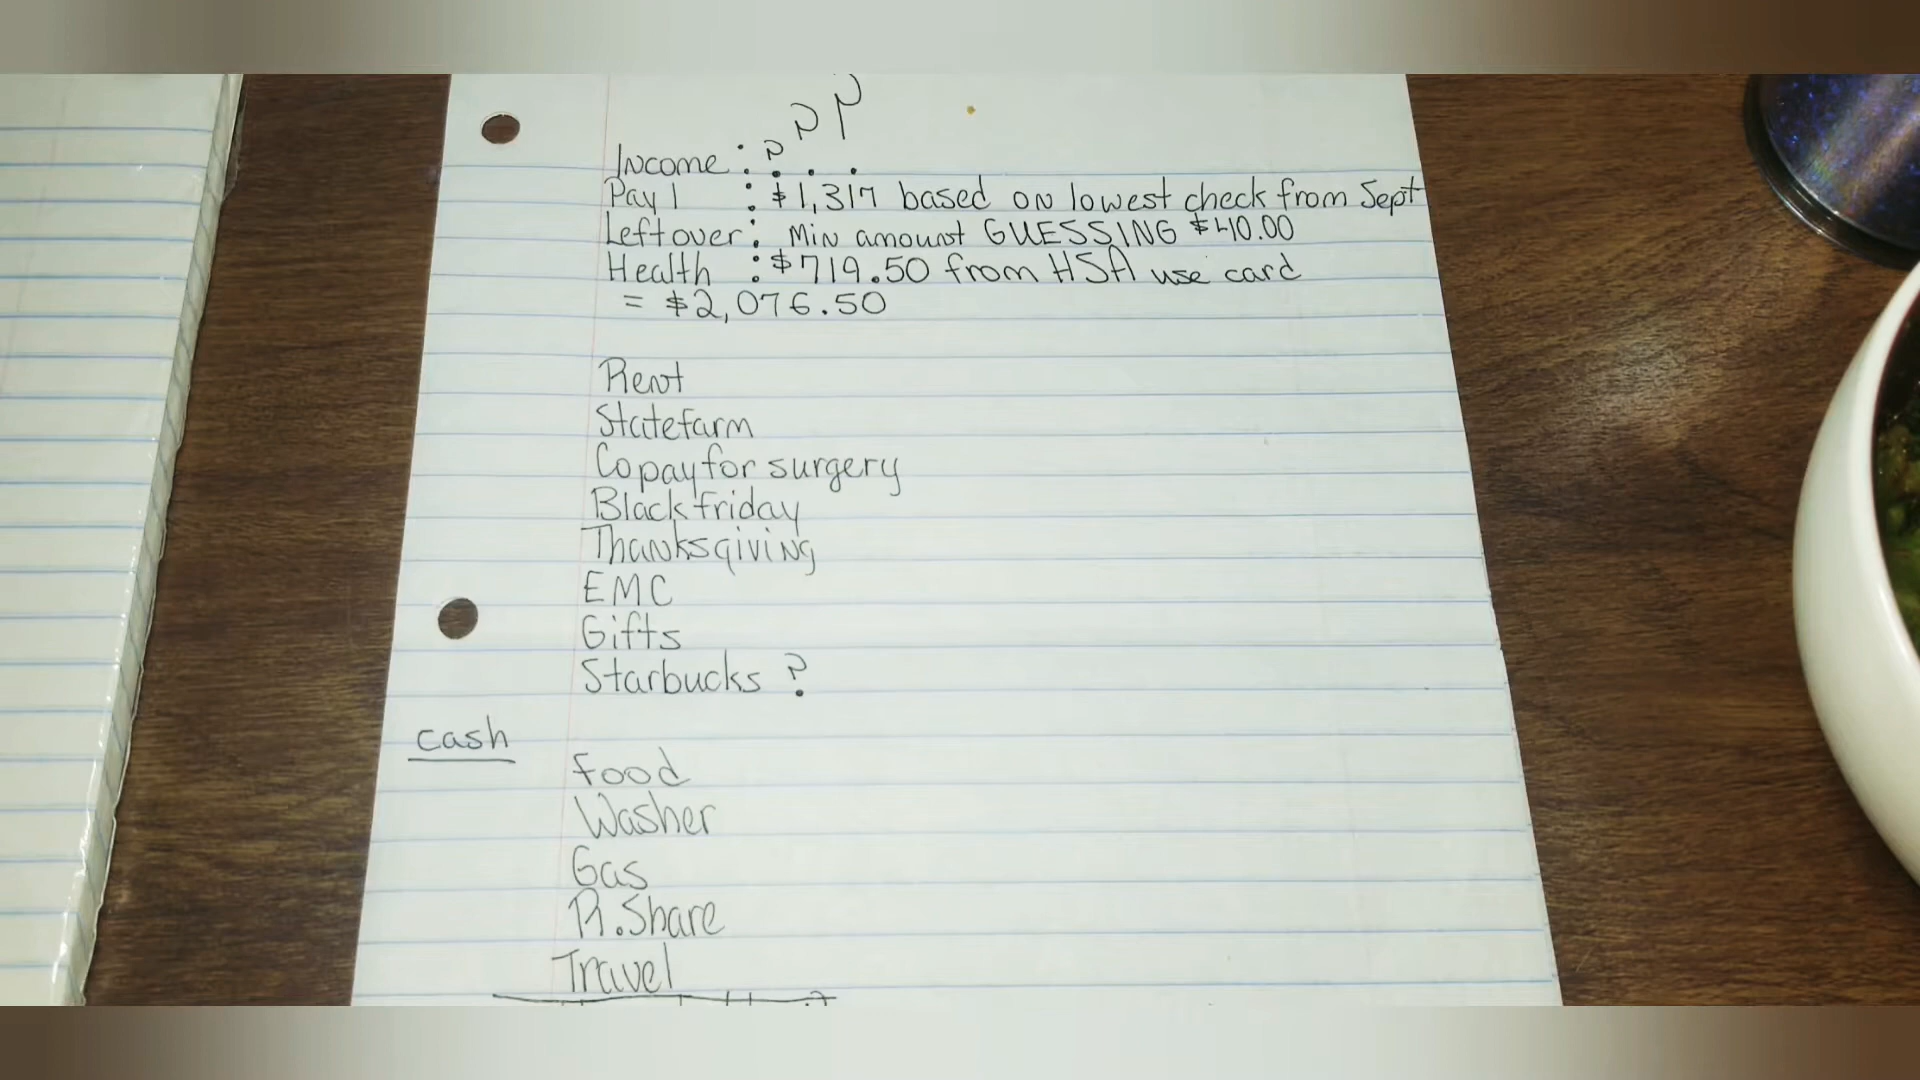 Income : ? ? ?
Pay 1 : $1,317 based on lowest check from Sept
Leftover : Min amount GUESSING $40.00
Health : $719.50 from HSA use card
= $2,076.50
Rent
Statefarm
Copay for surgery
Black friday
Thanksgiving
EMC
Gifts
Starbucks ?
cash
Food
Washer
Gas
R.Share
Travel